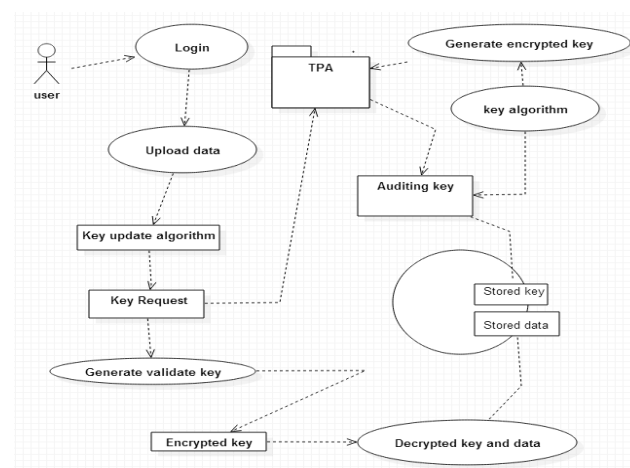 Login
Generate encrypted key
TPA
user
key algorithm
Upload data
Auditing key
Key update algorithm
Stored key
Key Request
Stored data
Generate validate key
Encrypted key
Decrypted key and data